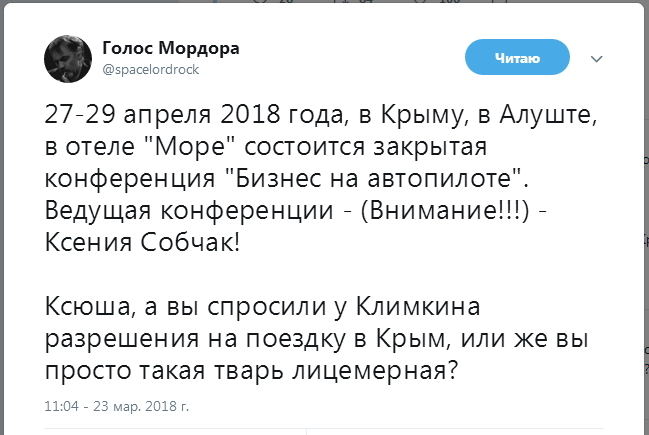 Голос Мордора
@spacelordrock
Читаю
27-29 апреля 2018 года, в Крыму, в Алуште,
в отеле "Море" состоится закрытая
конференция "Бизнес на автопилоте".
Ведущая конференции - (Внимание!!!) -
Ксения Собчак!
Ксюша, а вы спросили у Климкина
разрешения на поездку в Крым, или же вы
просто такая тварь лицемерная?
11:04 - 23 мар. 2018 г.